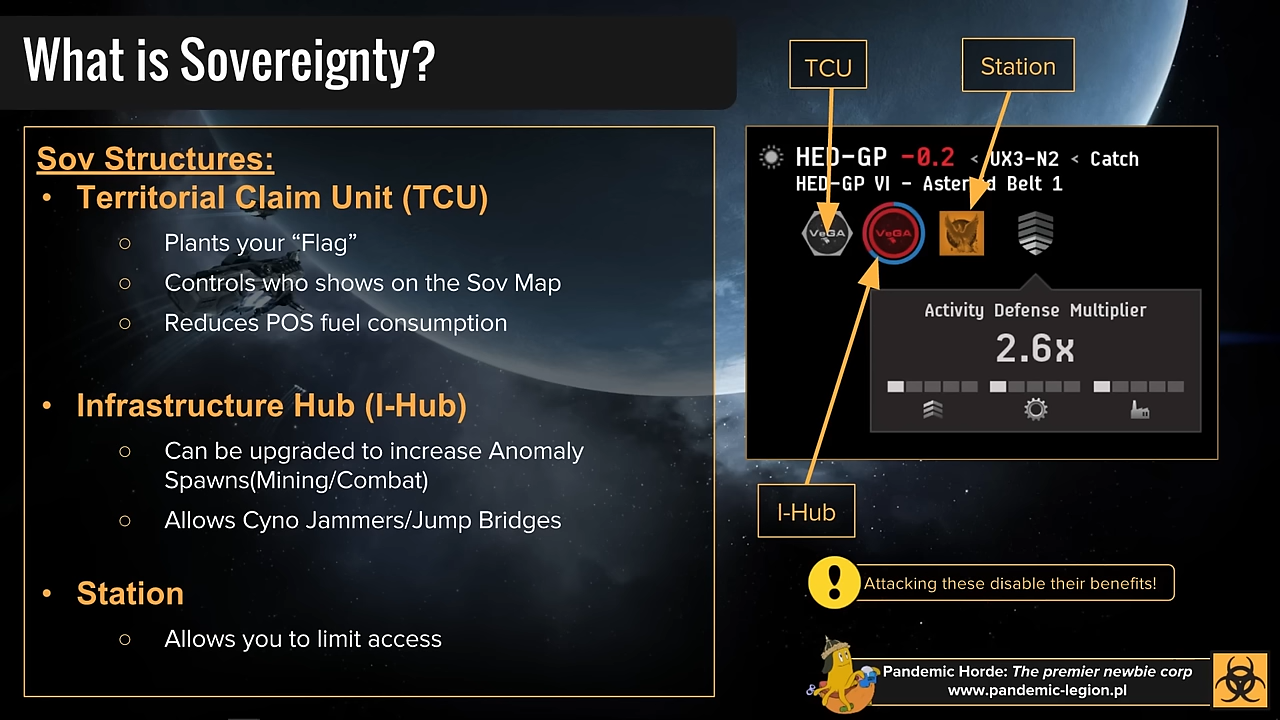 What is Sovereignty?
TCU
Station
Sov Structures:
• Territorial Claim Unit (TCU)
○ Plants your “Flag”
○ Controls who shows on the Sov Map
○ Reduces POS fuel consumption
• Infrastructure Hub (I-Hub)
○ Can be upgraded to increase Anomaly
Spawns(Mining/Combat)
○ Allows Cyno Jammers/Jump Bridges
• Station
○ Allows you to limit access
HED-GP -0.2 < UX3-N2 < Catch
HED-GP VI - Asteroid Belt 1
VeGA VeGA
Activity Defense Multiplier
2.6x
I-Hub
! Attacking these disable their benefits!
Pandemic Horde: The premier newbie corp
www.pandemic-legion.pl